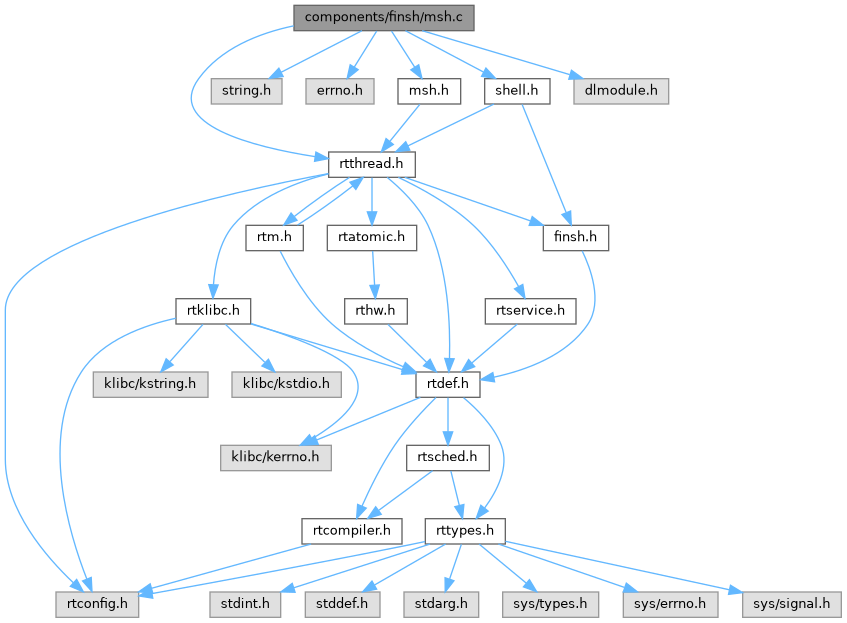 components/finsh/msh.c
string.h
errno.h
msh.h
shell.h
dlmodule.h
rtthread.h
rtm.h
rtatomic.h
finsh.h
rtklibc.h
rthw.h
rtservice.h
klibc/kstring.h
klibc/kstdio.h
rtdef.h
klibc/kerrno.h
rtsched.h
rtcompiler.h
rttypes.h
rtconfig.h
stdint.h
stddef.h
stdarg.h
sys/types.h
sys/errno.h
sys/signal.h